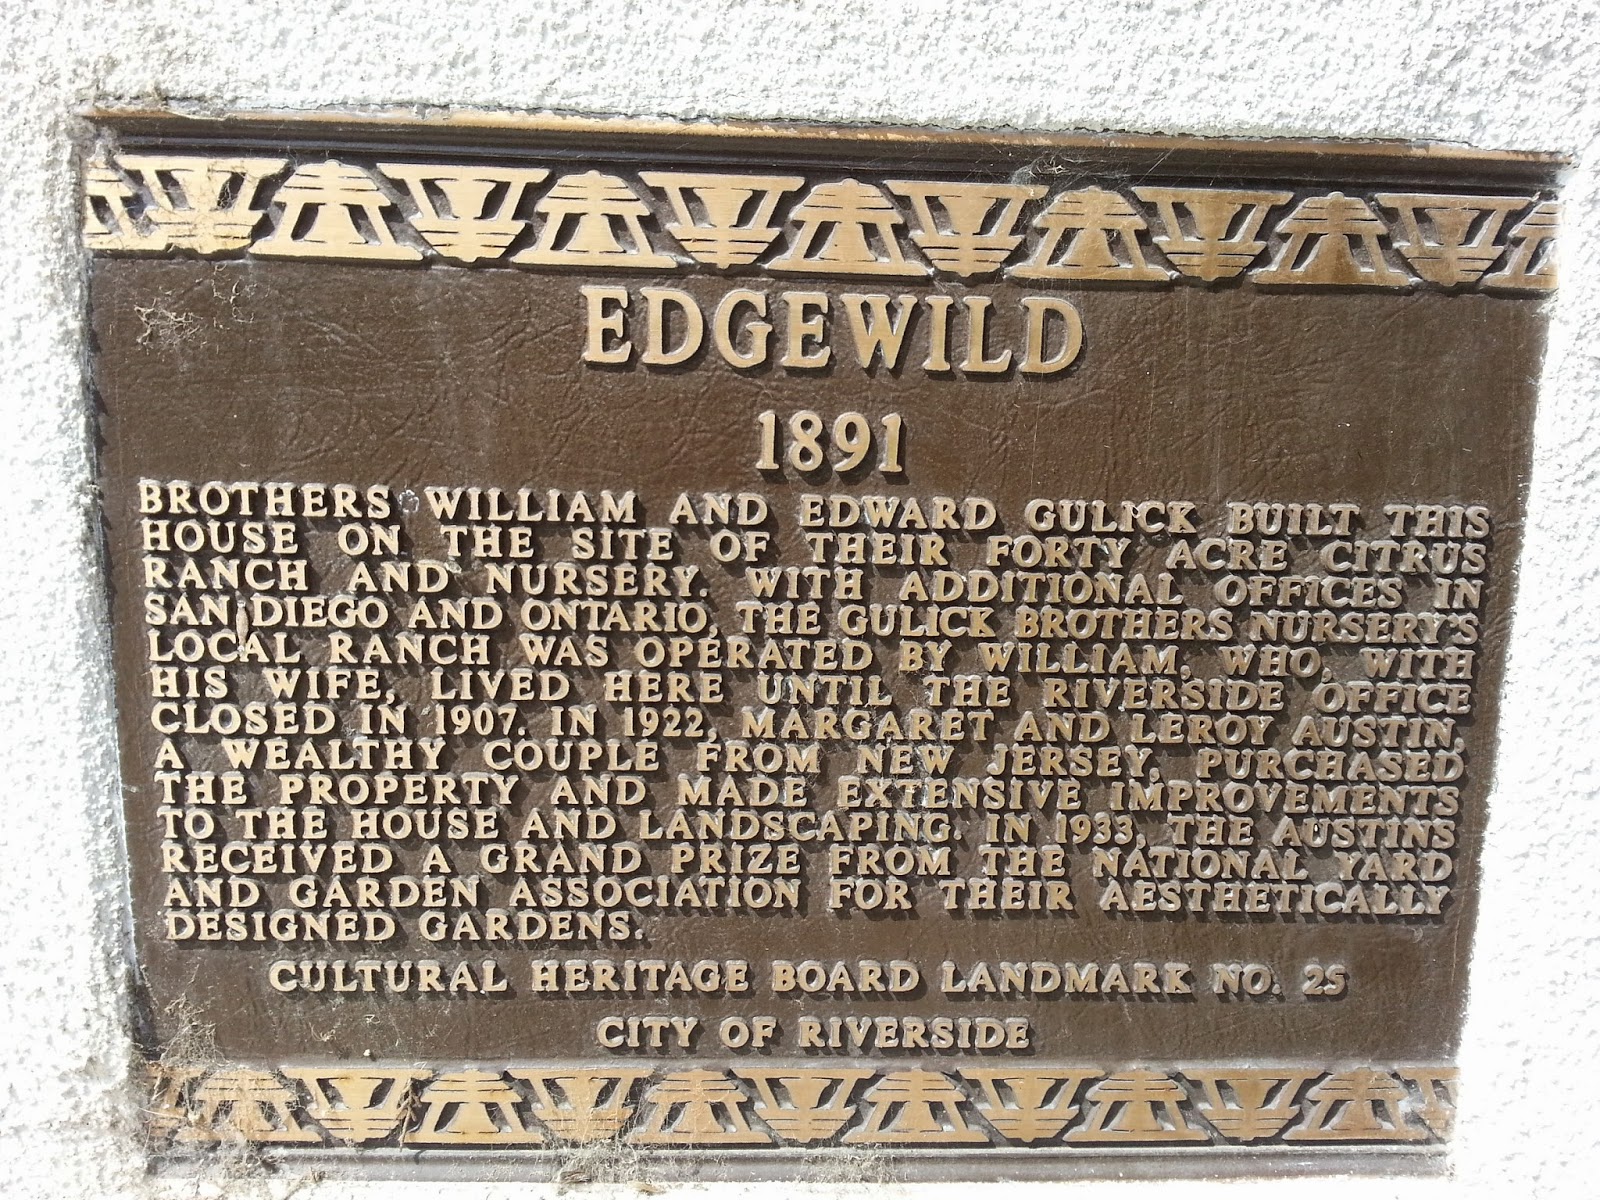 EDGEWILD
1891
BROTHERS WILLIAM AND EDWARD GULICK BUILT THIS
HOUSE ON THE SITE OF THEIR FORTY ACRE CITRUS
RANCH AND NURSERY. WITH ADDITIONAL OFFICES IN
SAN DIEGO AND ONTARIO, THE GULICK BROTHERS NURSERY'S
LOCAL RANCH WAS OPERATED BY WILLIAM, WHO, WITH
HIS WIFE, LIVED HERE UNTIL THE RIVERSIDE OFFICE
CLOSED IN 1907. IN 1922, MARGARET AND LEROY AUSTIN,
A WEALTHY COUPLE FROM NEW JERSEY, PURCHASED
THE PROPERTY AND MADE EXTENSIVE IMPROVEMENTS
TO THE HOUSE AND LANDSCAPING. IN 1933, THE AUSTINS
RECEIVED A GRAND PRIZE FROM THE NATIONAL YARD
AND GARDEN ASSOCIATION FOR THEIR AESTHETICALLY
DESIGNED GARDENS.
CULTURAL HERITAGE BOARD LANDMARK NO. 25
CITY OF RIVERSIDE